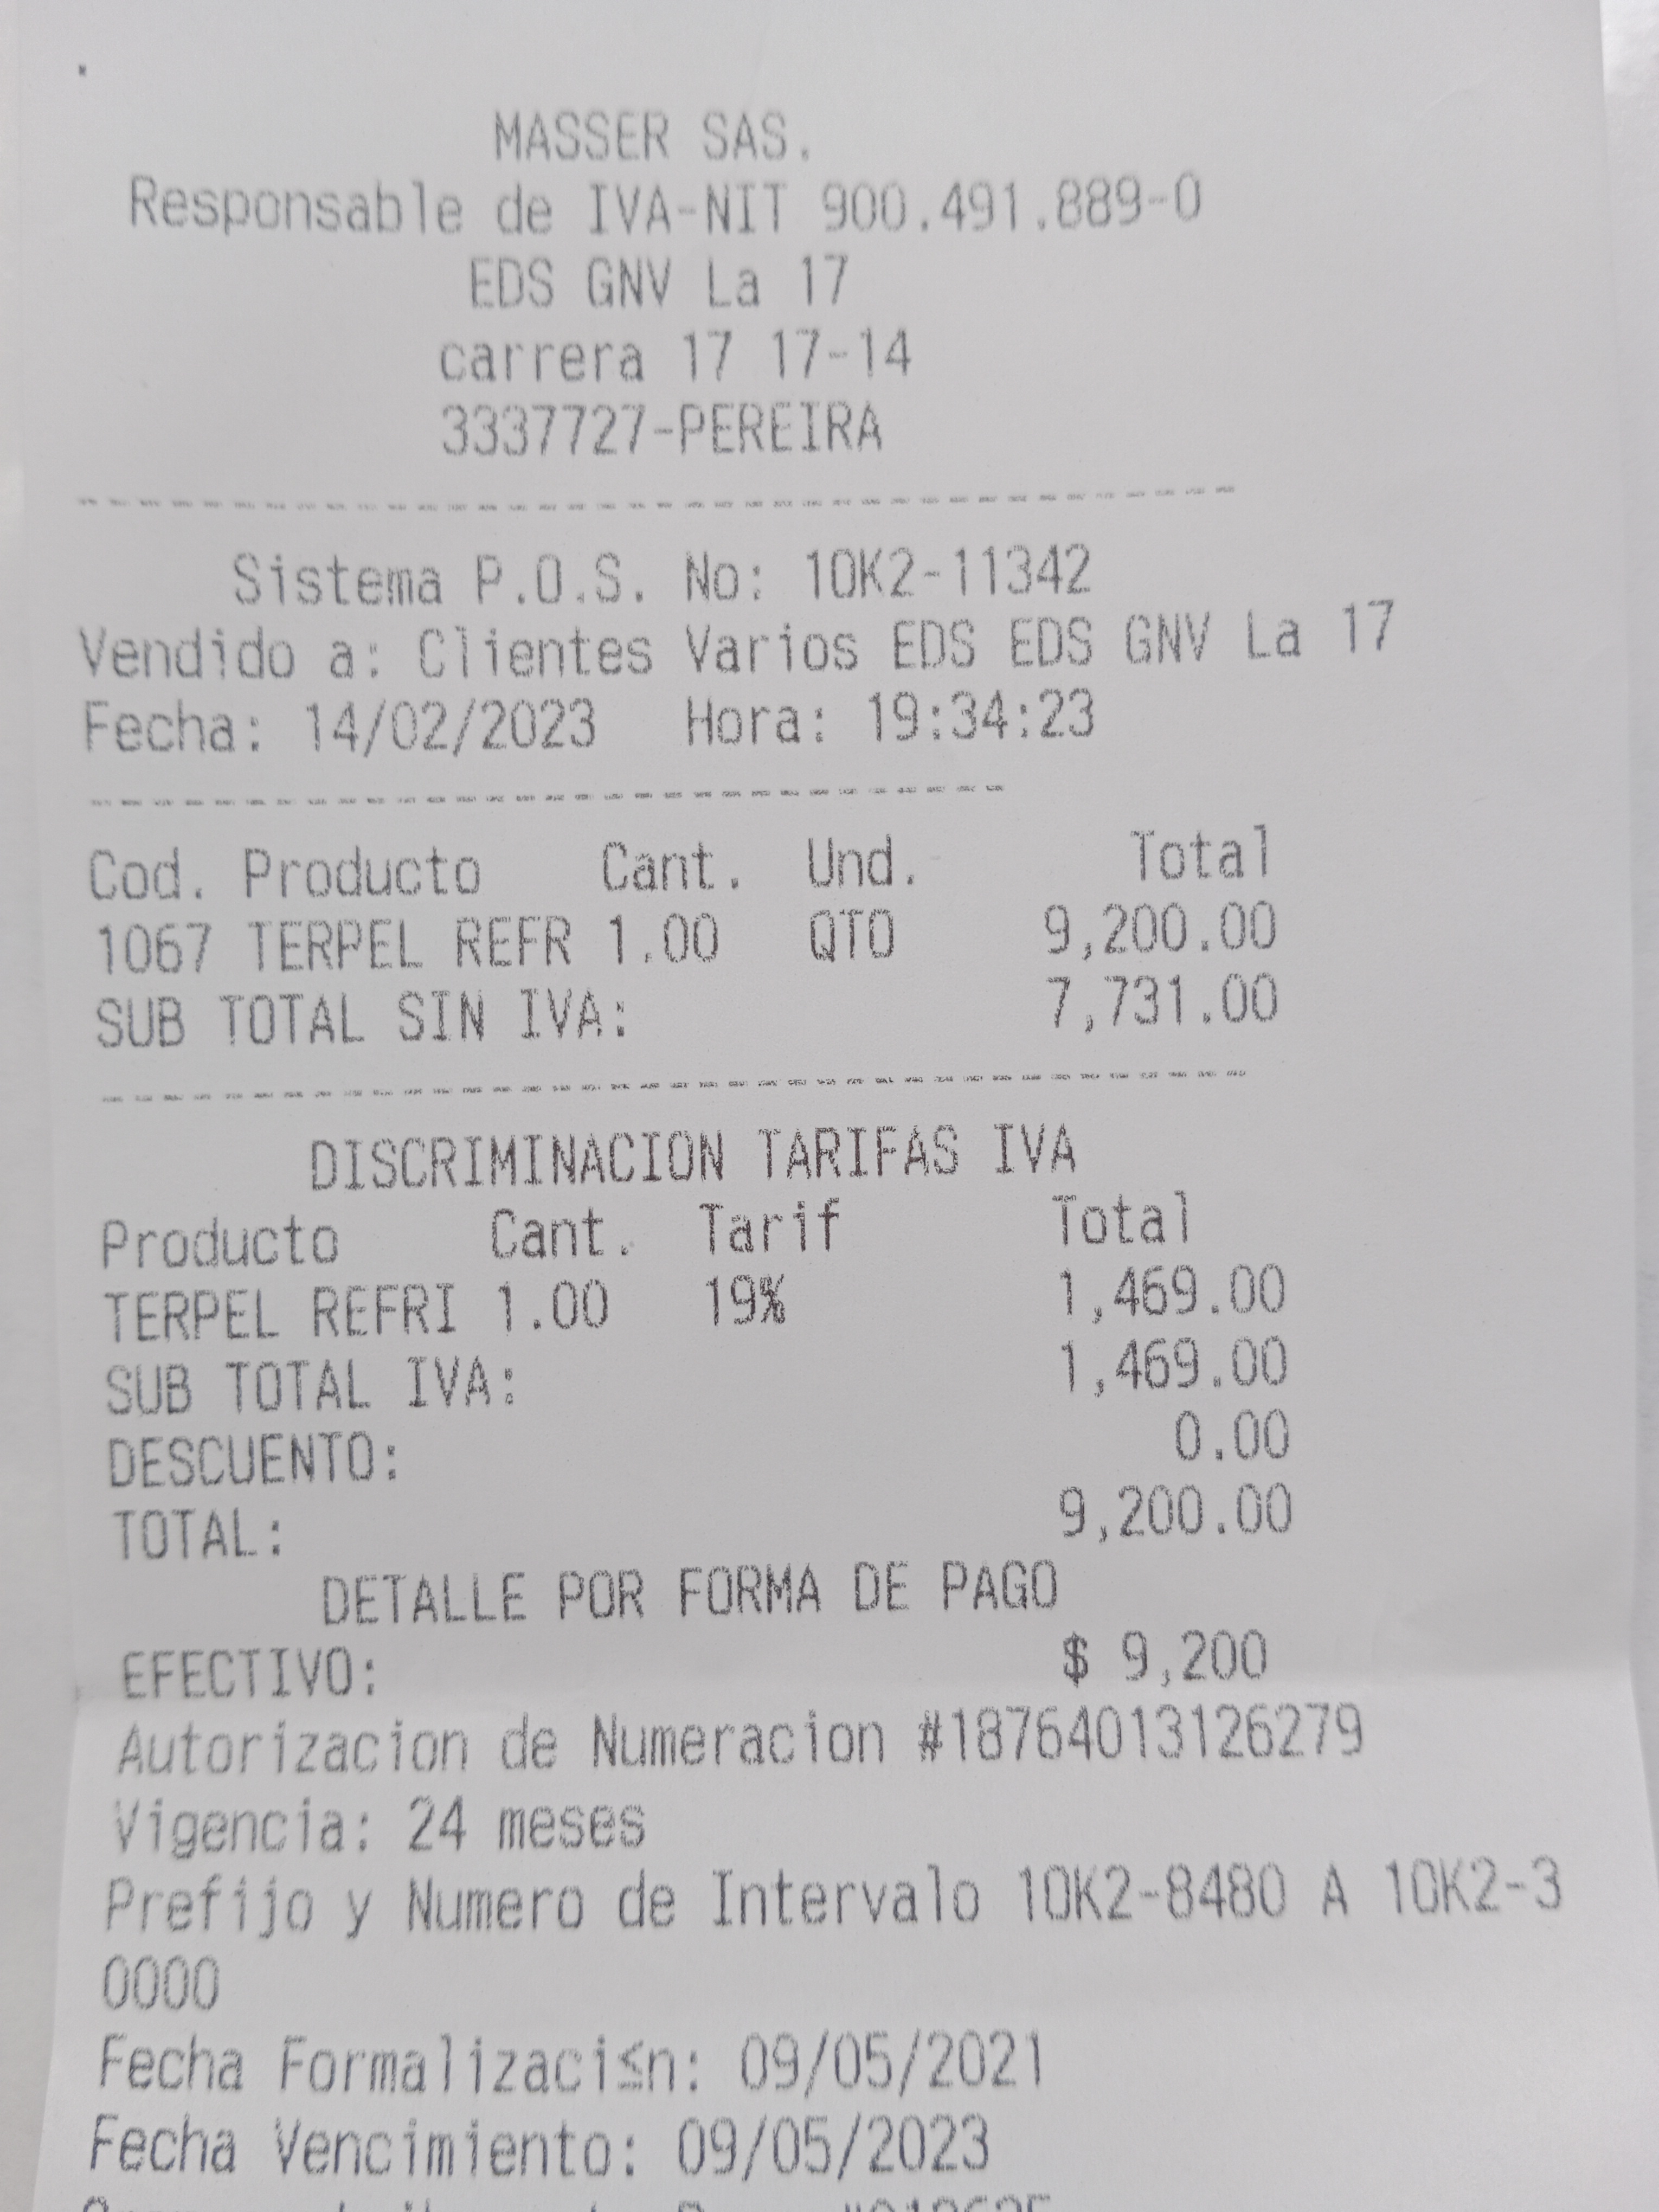 MASSER SAS.
Responsable de IVA-NIT 900.491.889-0
EDS GNV La 17
carrera 17 17-14
3337727-PEREIRA
Sistema P.O.S. No: 10K2-11342
Vendido a: Clientes Varios EDS EDS GNV La 17
Fecha: 14/02/2023 Hora: 19:34:23
Cod. Producto Cant. Und. Total
1067 TERPEL REFR 1.00 QTO 9,200.00
SUB TOTAL SIN IVA: 7,731.00
DISCRIMINACION TARIFAS IVA
Producto Cant. Tarif Total
TERPEL REFRI 1.00 19% 1,469.00
SUB TOTAL IVA: 1,469.00
DESCUENTO: 0.00
TOTAL: 9,200.00
DETALLE POR FORMA DE PAGO
EFECTIVO: $ 9,200
Autorizacion de Numeracion #18764013126279
Vigencia: 24 meses
Prefijo y Numero de Intervalo 10K2-8480 A 10K2-3
0000
Fecha Formalizaci≤n: 09/05/2021
Fecha Vencimiento: 09/05/2023